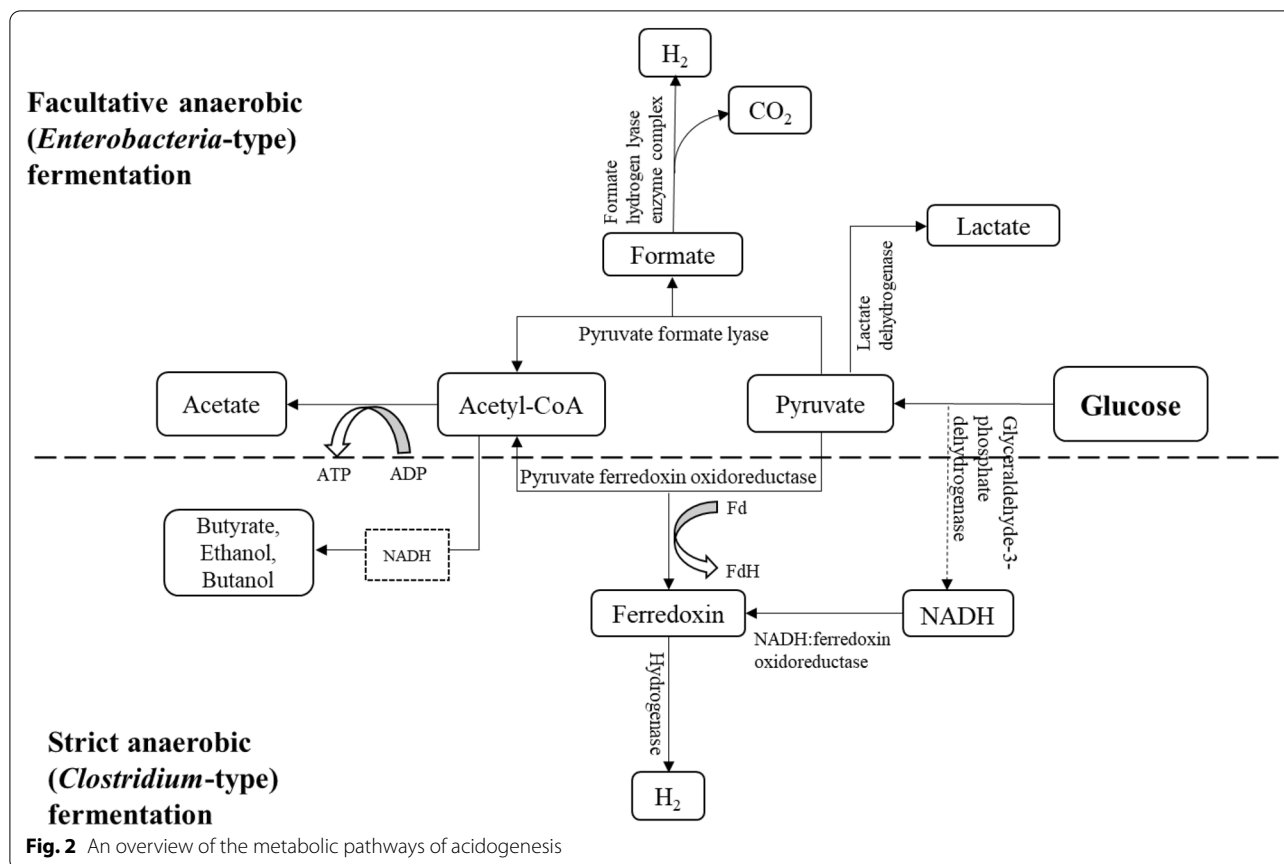 H2
Facultative anaerobic
(Enterobacteria-type)
fermentation
CO2
Formate
hydrogen lyase
enzyme complex
Formate
Lactate
Lactate
dehydrogenase
Pyruvate formate lyase
Acetate
Acetyl-CoA
Pyruvate
Glucose
ATP
ADP
Pyruvate ferredoxin oxidoreductase
Glyceraldehyde-3-
phosphate
dehydrogenase
Butyrate,
Ethanol,
Butanol
NADH
Fd
FdH
Ferredoxin
NADH:ferredoxin
oxidoreductase
NADH
Hydrogenase
Strict anaerobic
(Clostridium-type)
fermentation
H2
Fig. 2 An overview of the metabolic pathways of acidogenesis